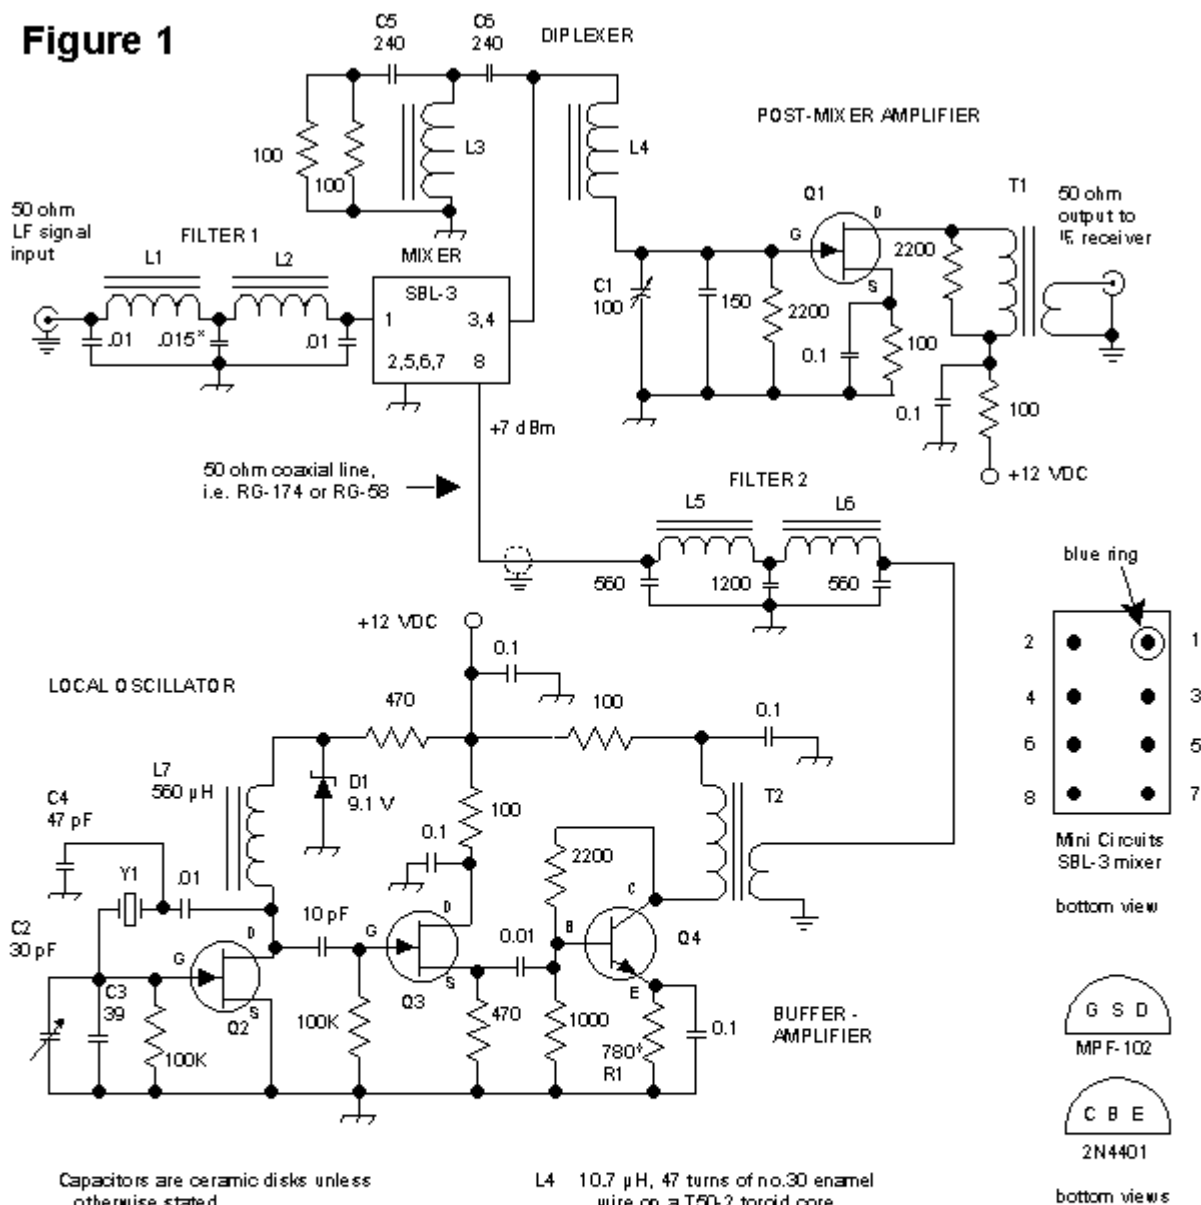 Figure 1
C5
240
C6
240
DIPLEXER
POST-MIXER AMPLIFIER
100
100
L3
L4
50 ohm
LF signal
input
FILTER 1
L1
L2
MIXER
SBL-3
1
3,4
2,5,6,7
8
.01
.015*
.01
Q1
D
G
S
T1
50 ohm
output to
IF receiver
2200
C1
100
150
2200
0.1
100
0.1
100
+12 VDC
+7 dBm
50 ohm coaxial line,
i.e. RG-174 or RG-58
FILTER 2
L5
L6
560
1200
560
blue ring
2
1
4
3
6
5
8
7
Mini Circuits
SBL-3 mixer
bottom view
+12 VDC
0.1
LOCAL OSCILLATOR
470
100
0.1
L7
560 µH
D1
9.1 V
C4
47 pF
100
0.1
T2
Y1
.01
2200
C2
30 pF
10 pF
D
G
S
Q2
D
G
S
Q3
0.01
C
B
E
Q4
C3
39
100K
100K
470
1000
780*
R1
0.1
BUFFER-
AMPLIFIER
G S D
MPF-102
C B E
2N4401
bottom views
Capacitors are ceramic disks unless
otherwise stated
L4 10.7 µH, 47 turns of no.30 enamel
wire on a T50-2 toroid core